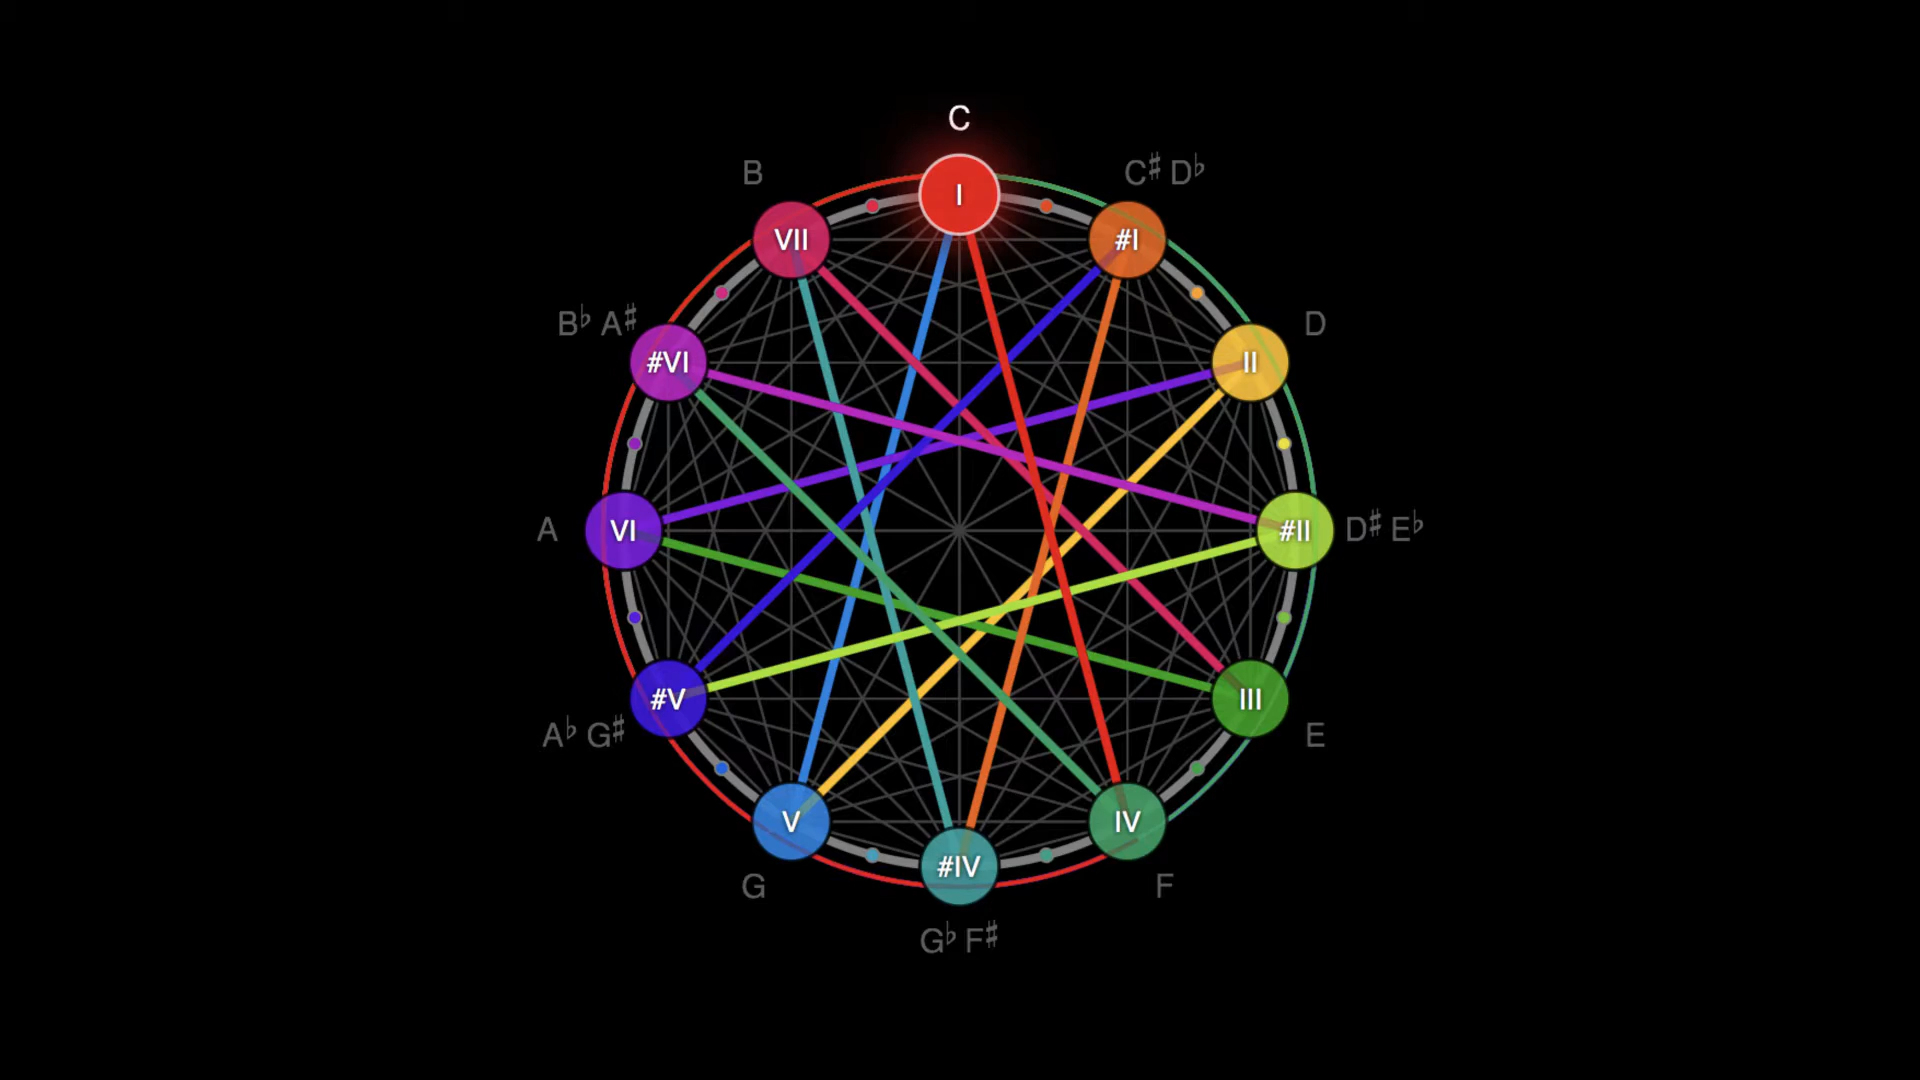 C
B
C♯ D♭
I
VII
#I
B♭ A♯
D
#VI
II
A
VI
#II
D♯ E♭
#V
III
A♭ G♯
E
V
IV
#IV
G
F
G♭ F♯